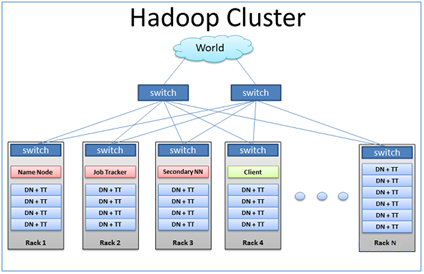 Hadoop Cluster
World
switch
switch
switch
Name Node
DN + TT
DN + TT
DN + TT
DN + TT
Rack 1
switch
Job Tracker
DN + TT
DN + TT
DN + TT
DN + TT
Rack 2
switch
Secondary NN
DN + TT
DN + TT
DN + TT
DN + TT
Rack 3
switch
Client
DN + TT
DN + TT
DN + TT
DN + TT
Rack 4
switch
DN + TT
DN + TT
DN + TT
DN + TT
DN + TT
DN + TT
Rack N